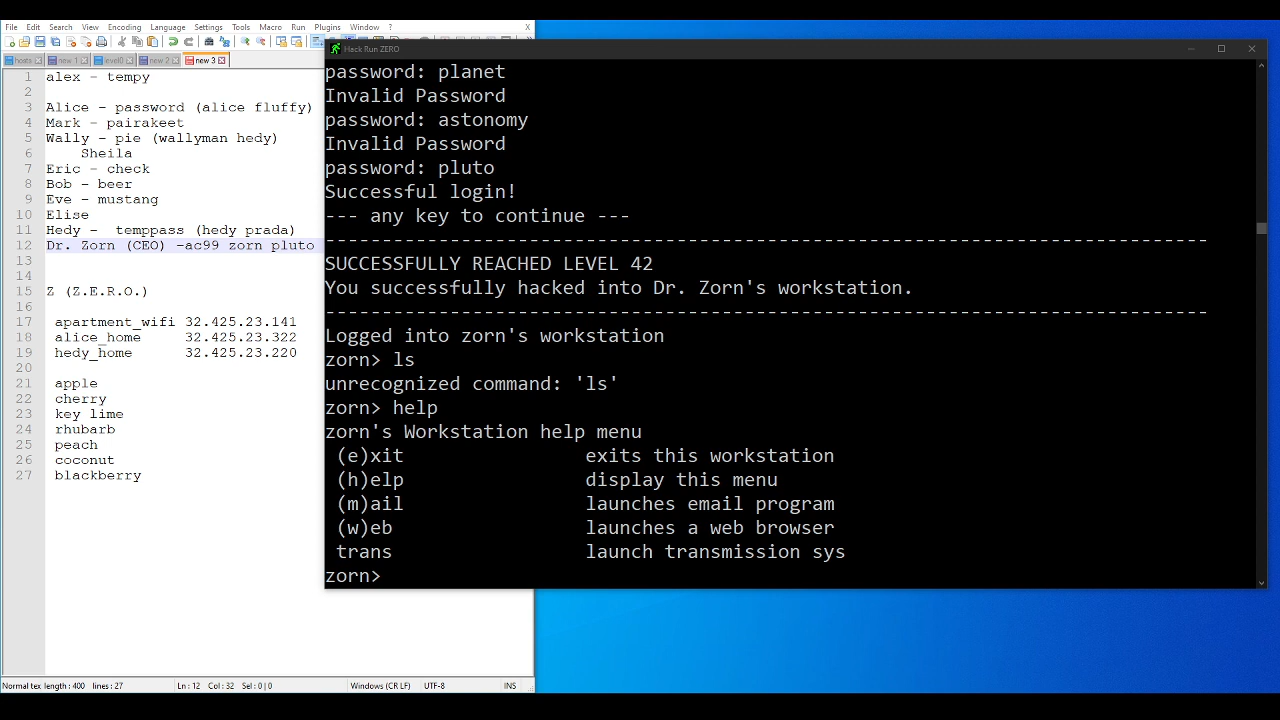 File Edit Search View Encoding Language Settings Tools Macro Run Plugins Window ? X
hosts new 1 level0 new 2 new 3
1 alex - tempy
2
3 Alice - password (alice fluffy)
4 Mark - pairakeet
5 Wally - pie (wallyman hedy)
6 Sheila
7 Eric - check
8 Bob - beer
9 Eve - mustang
10 Elise
11 Hedy - temppass (hedy prada)
12 Dr. Zorn (CEO) -ac99 zorn pluto
13
14
15 Z (Z.E.R.O.)
16
17 apartment_wifi 32.425.23.141
18 alice_home 32.425.23.322
19 hedy_home 32.425.23.220
20
21 apple
22 cherry
23 key lime
24 rhubarb
25 peach
26 coconut
27 blackberry
Normal tex length : 400 lines : 27 Ln : 12 Col : 32 Sel : 0 | 0 Windows (CR LF) UTF-8 INS
Hack Run ZERO
password: planet
Invalid Password
password: astonomy
Invalid Password
password: pluto
Successful login!
--- any key to continue ---
------------------------------------------------------------------------------
SUCCESSFULLY REACHED LEVEL 42
You successfully hacked into Dr. Zorn's workstation.
------------------------------------------------------------------------------
Logged into zorn's workstation
zorn> ls
unrecognized command: 'ls'
zorn> help
zorn's Workstation help menu
(e)xit exits this workstation
(h)elp display this menu
(m)ail launches email program
(w)eb launches a web browser
trans launch transmission sys
zorn>